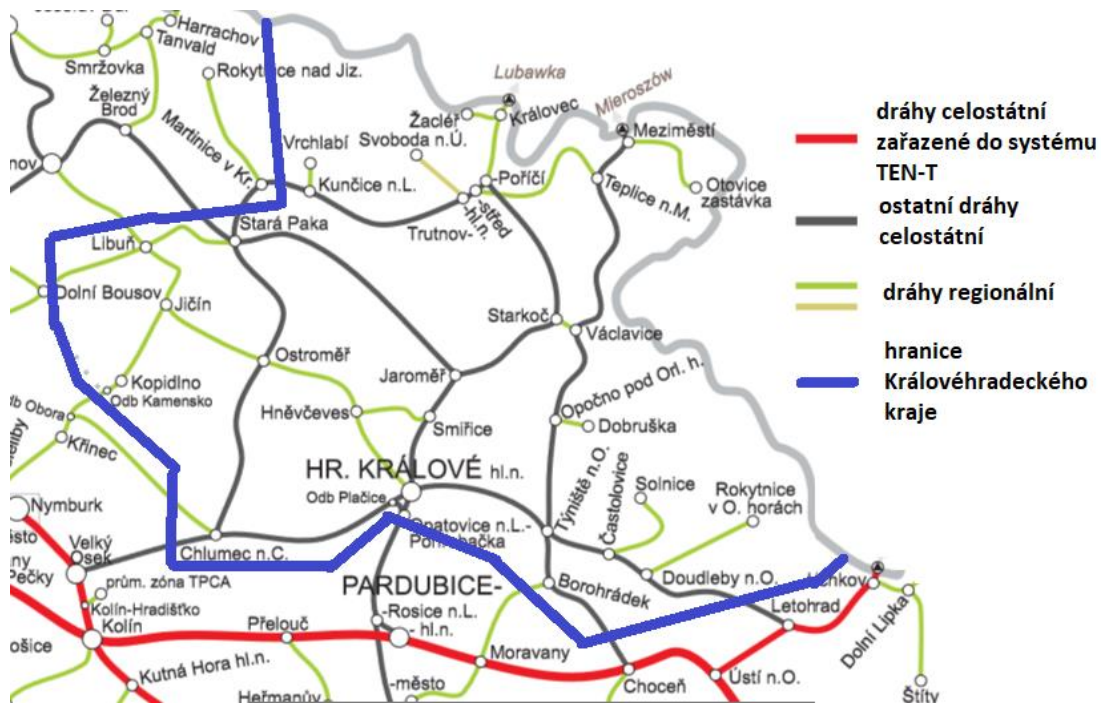 Harrachov
Tanvald
Smržovka
Železný
Brod
Rokytnice nad Jiz.
Martinice v Kr.
Vrchlabí
Kunčice n.L.
Lubawka
Mieroszów
Žacléř
Královec
Svoboda n.Ú.
Meziměstí
-Poříčí
-střed
-hl.n.
Trutnov-
Teplice n.M.
Otovice
zastávka
Stará Paka
Libuň
Dolní Bousov
Jičín
Starkoč
Václavice
Ostroměř
Jaroměř
Kopidlno
Odb Kamensko
Odb Obora
Křinec
Hněvčeves
Smiřice
Opočno pod Orl. h.
Dobruška
HR. KRÁLOVÉ hl.n.
Odb Plačice
Opatovice n.L.-
Týniště n.O.
Častolovice
Solnice
Rokytnice
v O. horách
Nymburk
Velký
Osek
Chlumec n.C.
Pečky
prům. zóna TPCA
Kolín-Hradišťko
Kolín
PARDUBICE-
-Rosice n.L.
- hl.n.
Borohrádek
Doudleby n.O.
Letohrad
Dolní Lipka
Přelouč
Kutná Hora hl.n.
Moravany
-město
Choceň
Ústí n.O.
Štíty
Heřmanův
dráhy celostátní
zařazené do systému
TEN-T
ostatní dráhy
celostátní
dráhy regionální
hranice
Královéhradeckého
kraje